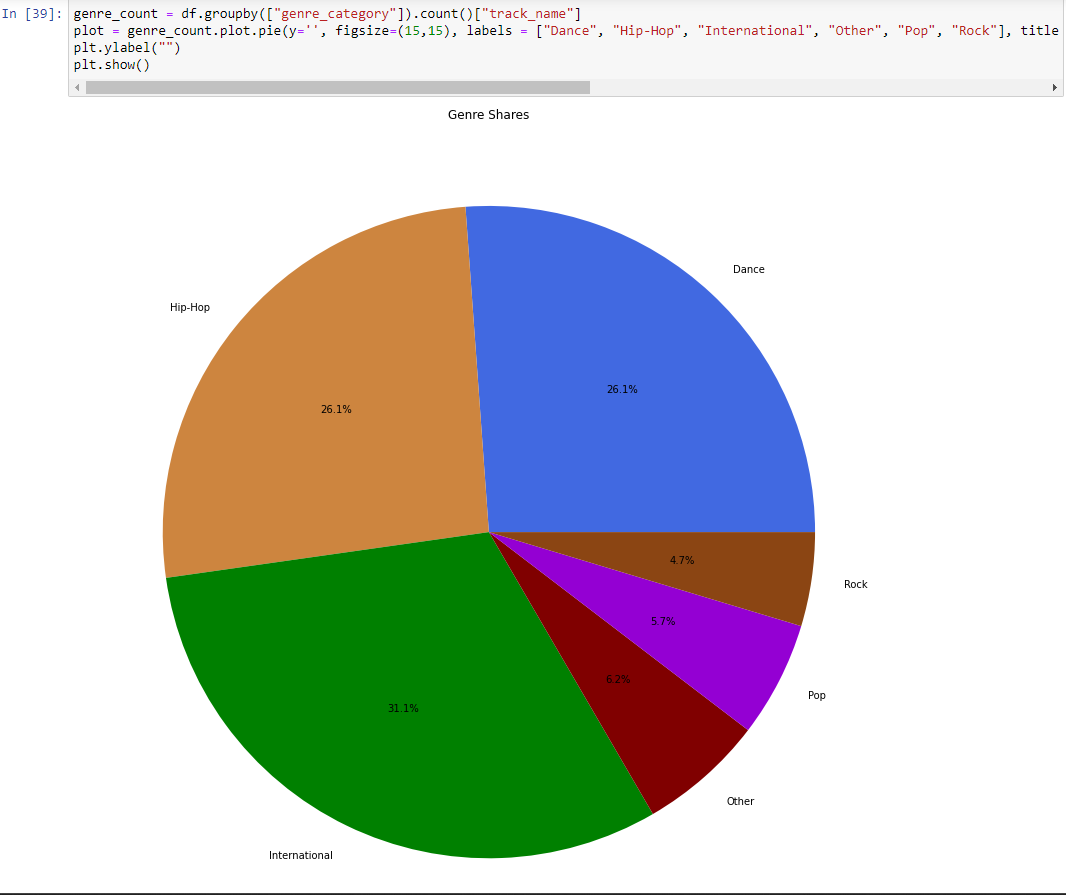 In [39]: genre_count = df.groupby(["genre_category"]).count()["track_name"]
plot = genre_count.plot.pie(y='', figsize=(15,15), labels = ["Dance", "Hip-Hop", "International", "Other", "Pop", "Rock"], title
plt.ylabel("")
plt.show()
Genre Shares
Dance
Hip-Hop
26.1%
26.1%
4.7%
Rock
5.7%
6.2%
Pop
31.1%
Other
International